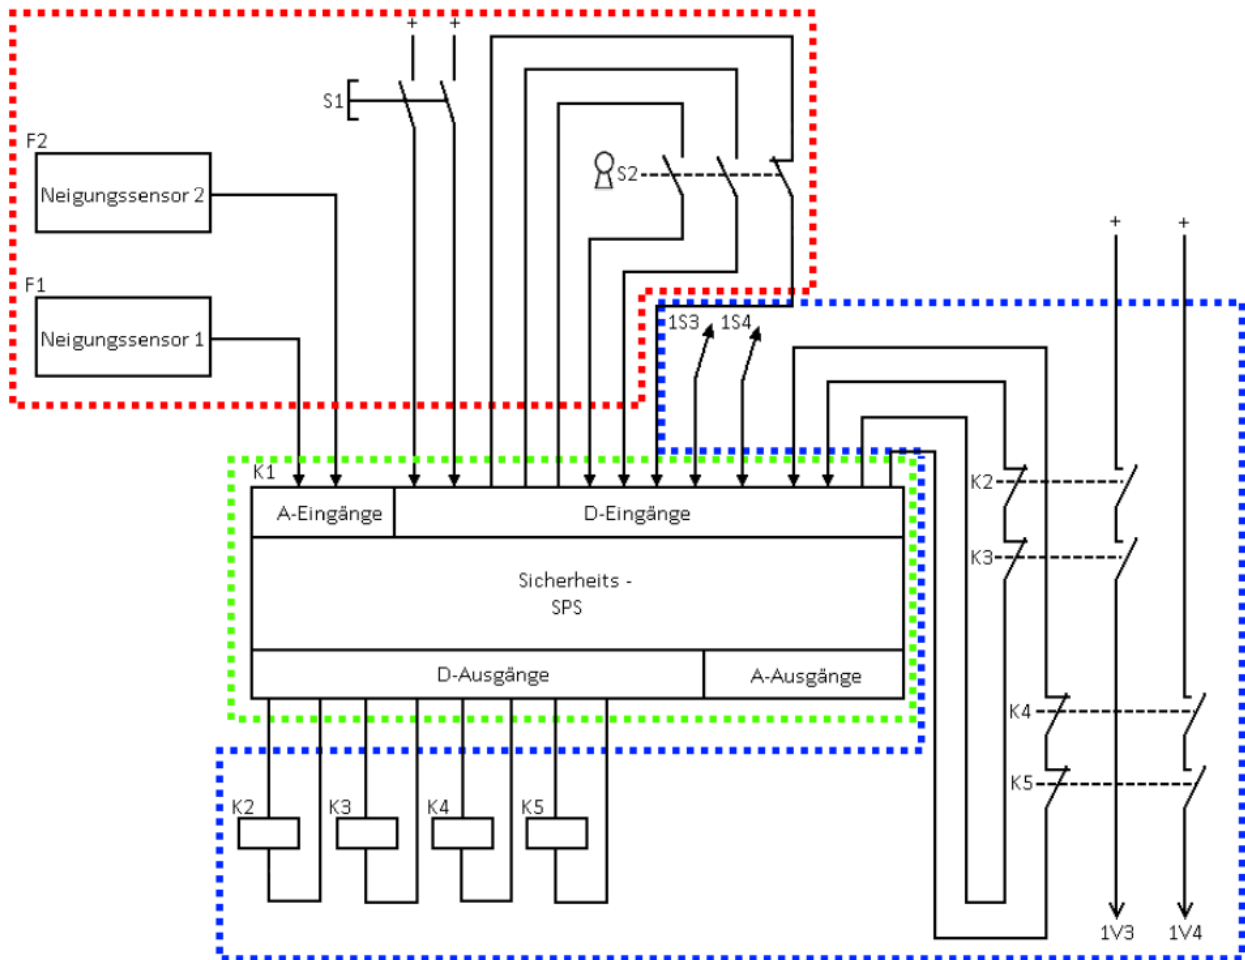 + +
S1
F2
Neigungssensor 2
S2
+ +
F1
Neigungssensor 1
1S3 1S4
K1
K2
A-Eingänge D-Eingänge
K3
Sicherheits -
SPS
D-Ausgänge A-Ausgänge
K4
K5
K2 K3 K4 K5
1V3 1V4